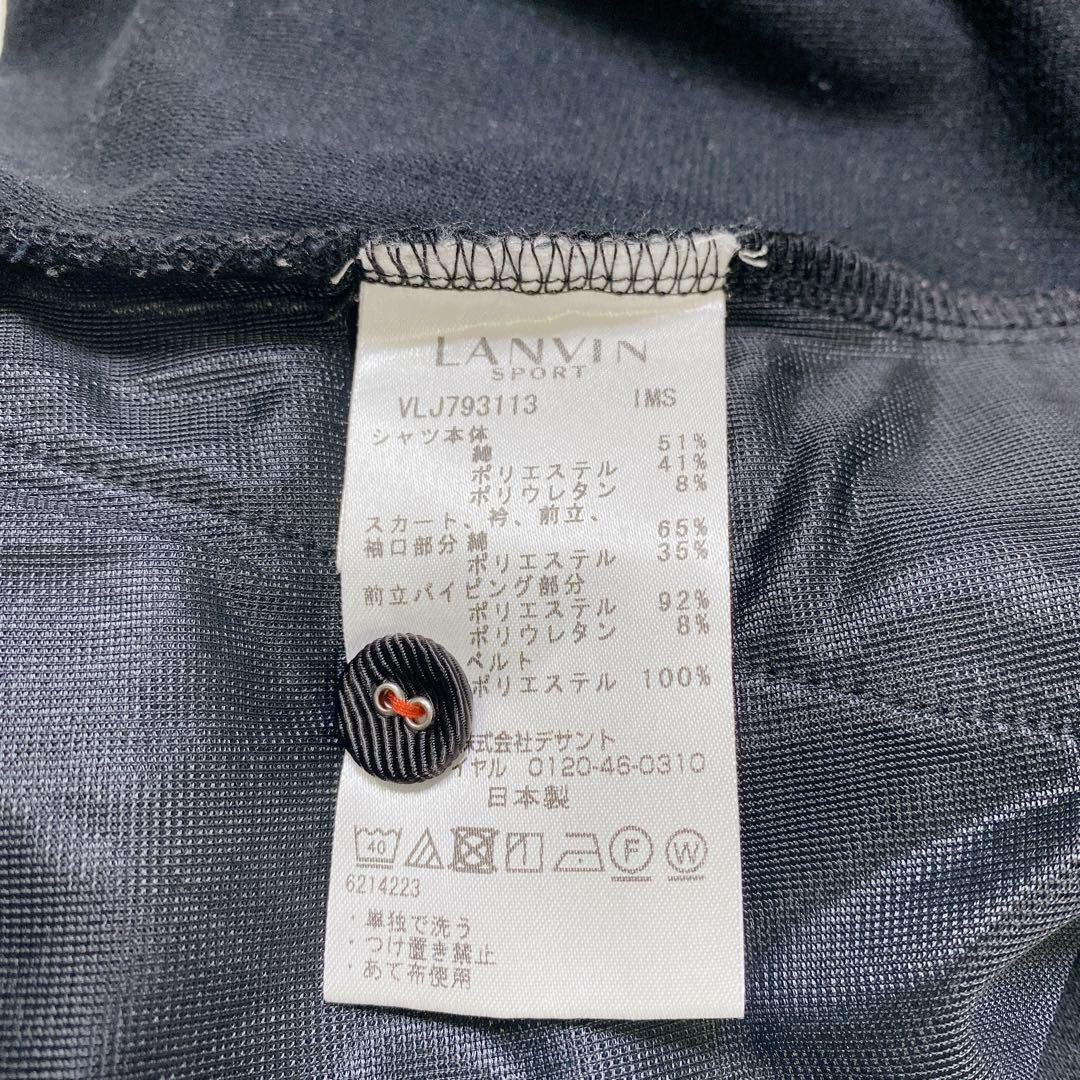 LANVIN
SPORT
VLJ793113 IMS
シャツ本体
綿 51%
ポリエステル 41%
ポリウレタン 8%
スカート、衿、前立、
袖口部分 綿 65%
ポリエステル 35%
前立パイピング部分
ポリエステル 92%
ポリウレタン 8%
ベルト
ポリエステル 100%
株式会社デサント
イヤル 0120-46-0310
日本製
40 F W
6214223
・単独で洗う
・つけ置き禁止
・あて布使用